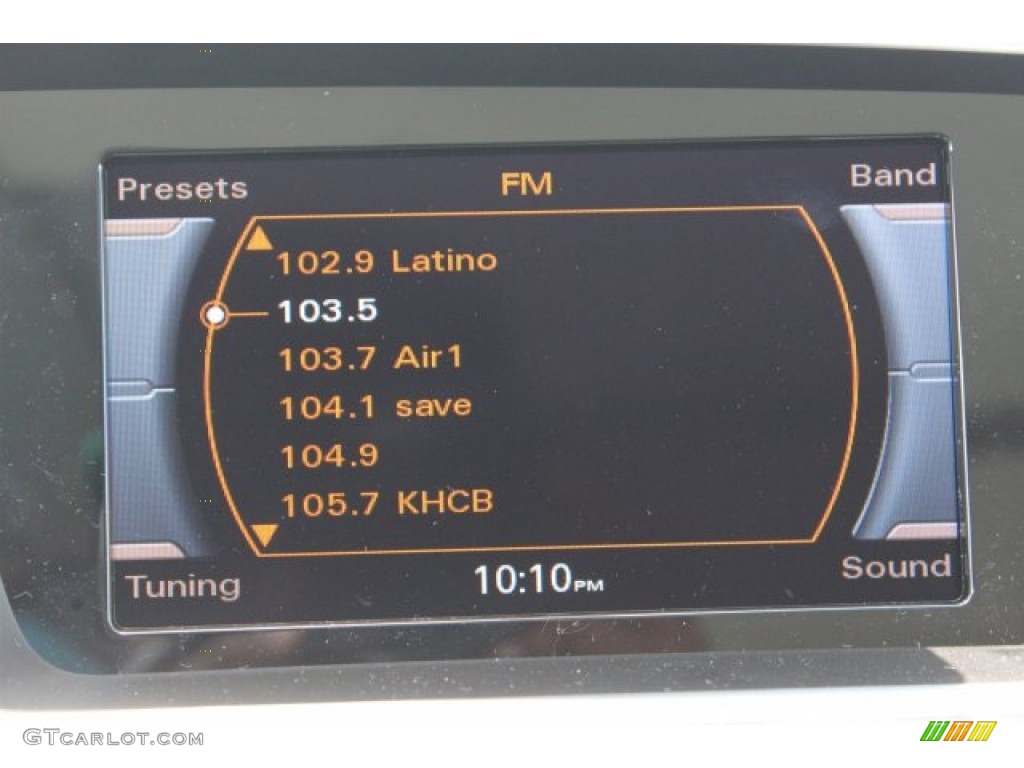 Presets FM Band
102.9 Latino
103.5
103.7 Air1
104.1 save
104.9
105.7 KHCB
Tuning 10:10PM Sound
GTCARLOT.COM